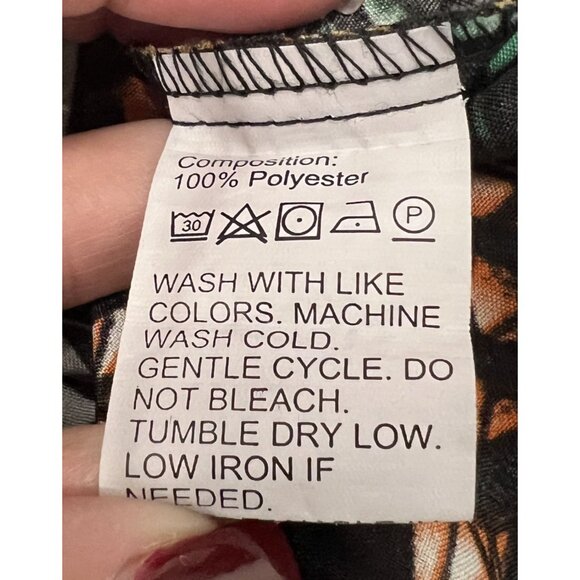 Composition:
100% Polyester
30 P
WASH WITH LIKE
COLORS. MACHINE
WASH COLD.
GENTLE CYCLE. DO
NOT BLEACH.
TUMBLE DRY LOW.
LOW IRON IF
NEEDED.